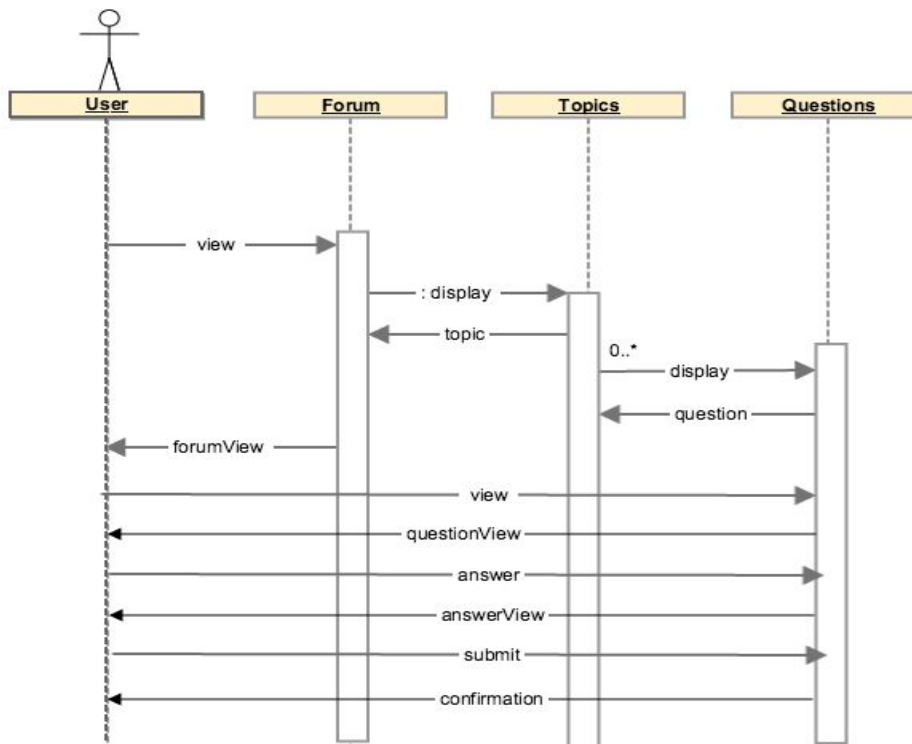 User
Forum
Topics
Questions
view
: display
topic
0..*
display
question
forumView
view
questionView
answer
answerView
submit
confirmation